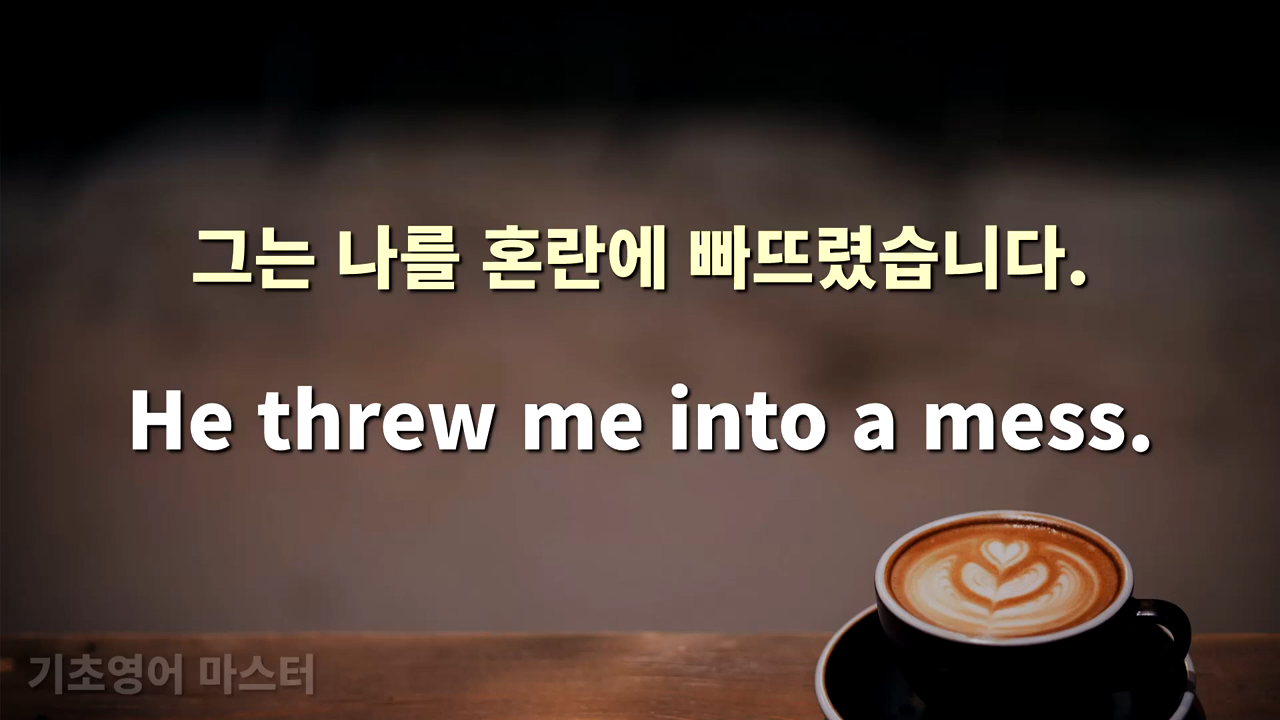 그는 나를 혼란에 빠뜨렸습니다.
He threw me into a mess.
기초영어 마스터